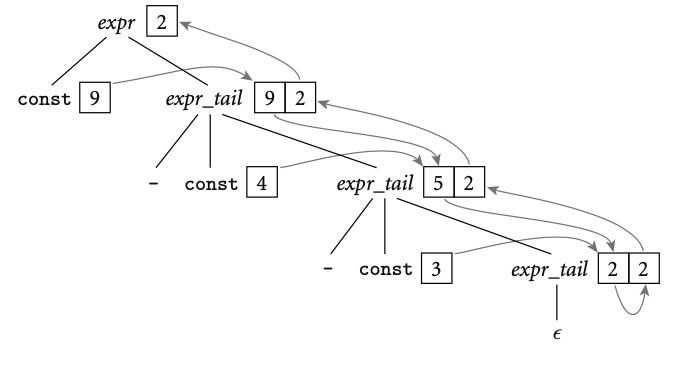 expr 2
const 9 expr_tail 9 2
- const 4 expr_tail 5 2
- const 3 expr_tail 2 2
ϵ